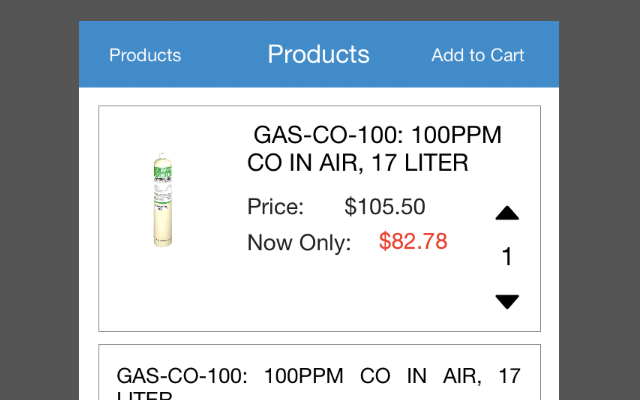 Products Products Add to Cart
GAS-CO-100: 100PPM
CO IN AIR, 17 LITER
Price: $105.50
Now Only: $82.78
1
GAS-CO-100: 100PPM CO IN AIR, 17
LITER